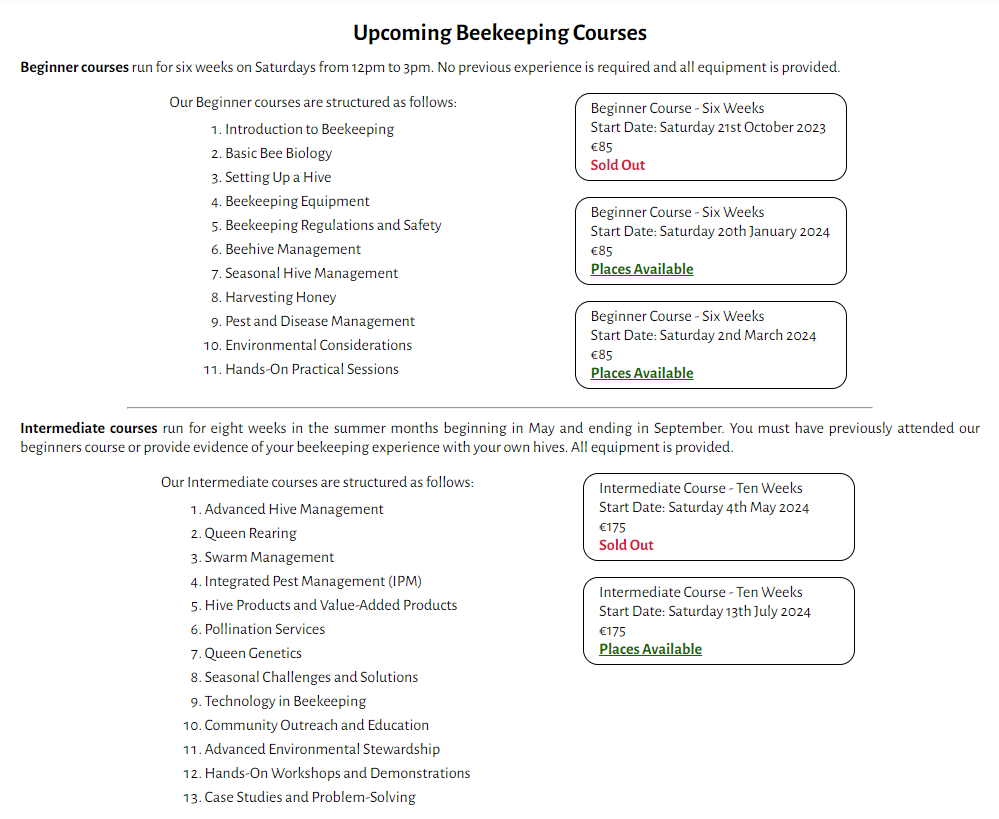 Upcoming Beekeeping Courses
Beginner courses run for six weeks on Saturdays from 12pm to 3pm. No previous experience is required and all equipment is provided.
Our Beginner courses are structured as follows:
1. Introduction to Beekeeping
2. Basic Bee Biology
3. Setting Up a Hive
4. Beekeeping Equipment
5. Beekeeping Regulations and Safety
6. Beehive Management
7. Seasonal Hive Management
8. Harvesting Honey
9. Pest and Disease Management
10. Environmental Considerations
11. Hands-On Practical Sessions
Beginner Course - Six Weeks
Start Date: Saturday 21st October 2023
€85
Sold Out
Beginner Course - Six Weeks
Start Date: Saturday 20th January 2024
€85
Places Available
Beginner Course - Six Weeks
Start Date: Saturday 2nd March 2024
€85
Places Available
Intermediate courses run for eight weeks in the summer months beginning in May and ending in September. You must have previously attended our
beginners course or provide evidence of your beekeeping experience with your own hives. All equipment is provided.
Our Intermediate courses are structured as follows:
1. Advanced Hive Management
2. Queen Rearing
3. Swarm Management
4. Integrated Pest Management (IPM)
5. Hive Products and Value-Added Products
6. Pollination Services
7. Queen Genetics
8. Seasonal Challenges and Solutions
9. Technology in Beekeeping
10. Community Outreach and Education
11. Advanced Environmental Stewardship
12. Hands-On Workshops and Demonstrations
13. Case Studies and Problem-Solving
Intermediate Course - Ten Weeks
Start Date: Saturday 4th May 2024
€175
Sold Out
Intermediate Course - Ten Weeks
Start Date: Saturday 13th July 2024
€175
Places Available